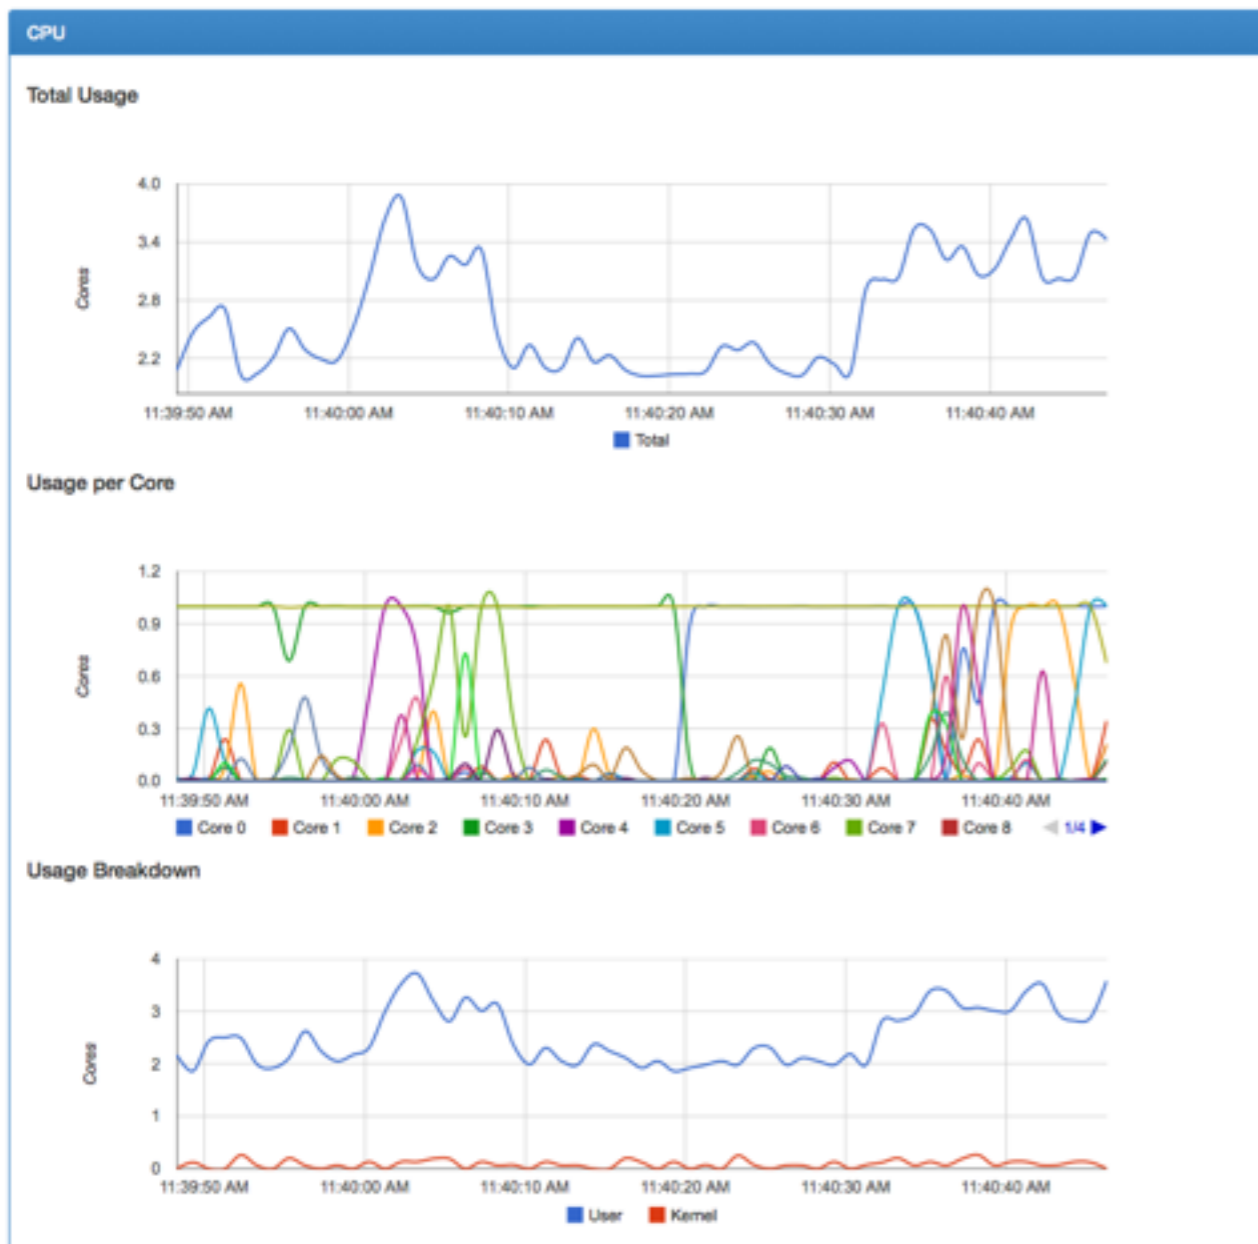 CPU
Total Usage
4.0
3.4
2.8
2.2
Cores
11:39:50 AM 11:40:00 AM 11:40:10 AM 11:40:20 AM 11:40:30 AM 11:40:40 AM
Total
Usage per Core
1.2
0.9
0.6
0.3
0.0
Cores
11:39:50 AM 11:40:00 AM 11:40:10 AM 11:40:20 AM 11:40:30 AM 11:40:40 AM
Core 0 Core 1 Core 2 Core 3 Core 4 Core 5 Core 6 Core 7 Core 8 1/4
Usage Breakdown
4
3
2
1
0
Cores
11:39:50 AM 11:40:00 AM 11:40:10 AM 11:40:20 AM 11:40:30 AM 11:40:40 AM
User Kernel